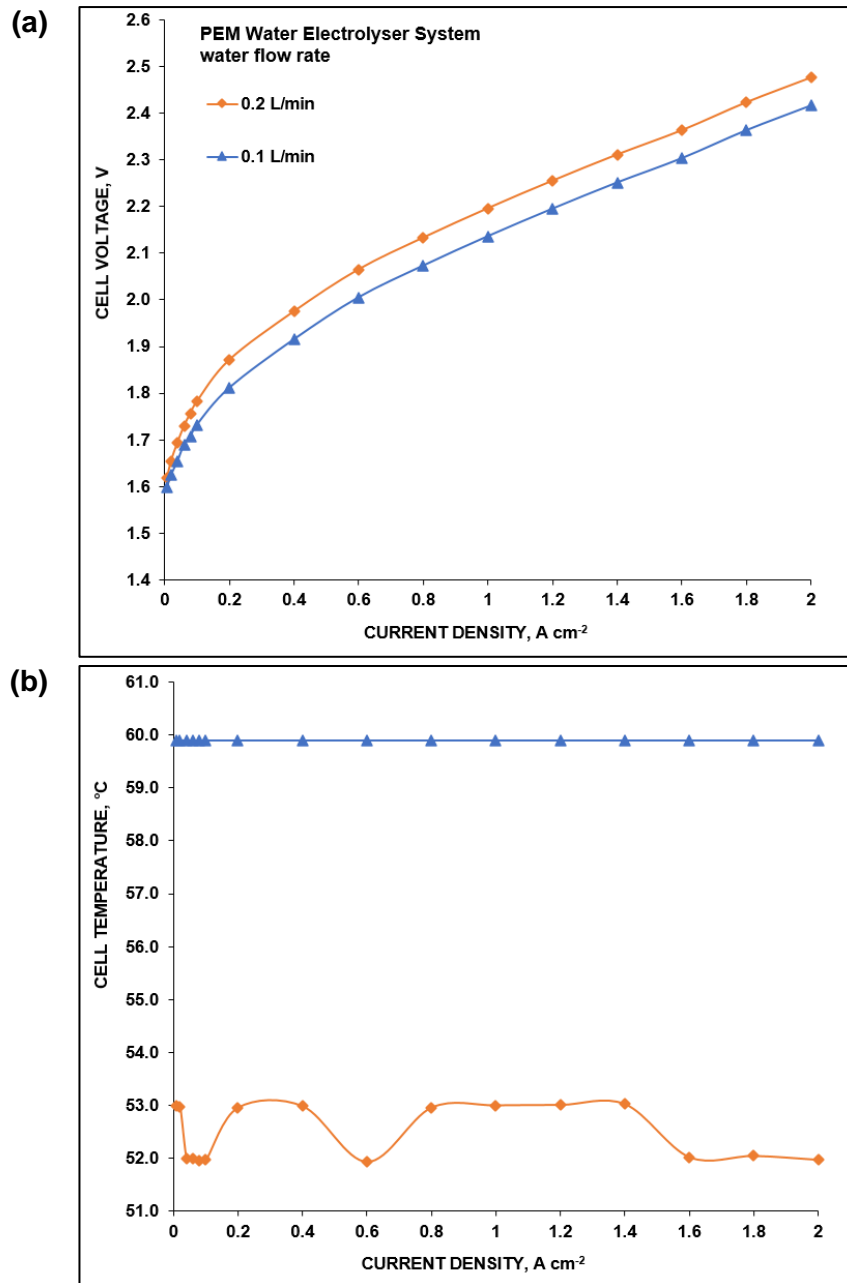 (a)
PEM Water Electrolyser System
water flow rate
0.2 L/min
0.1 L/min
CELL VOLTAGE, V
2.6
2.5
2.4
2.3
2.2
2.1
2.0
1.9
1.8
1.7
1.6
1.5
1.4
0 0.2 0.4 0.6 0.8 1 1.2 1.4 1.6 1.8 2
CURRENT DENSITY, A cm⁻²
(b)
CELL TEMPERATURE, °C
61.0
60.0
59.0
58.0
57.0
56.0
55.0
54.0
53.0
52.0
51.0
0 0.2 0.4 0.6 0.8 1 1.2 1.4 1.6 1.8 2
CURRENT DENSITY, A cm⁻²